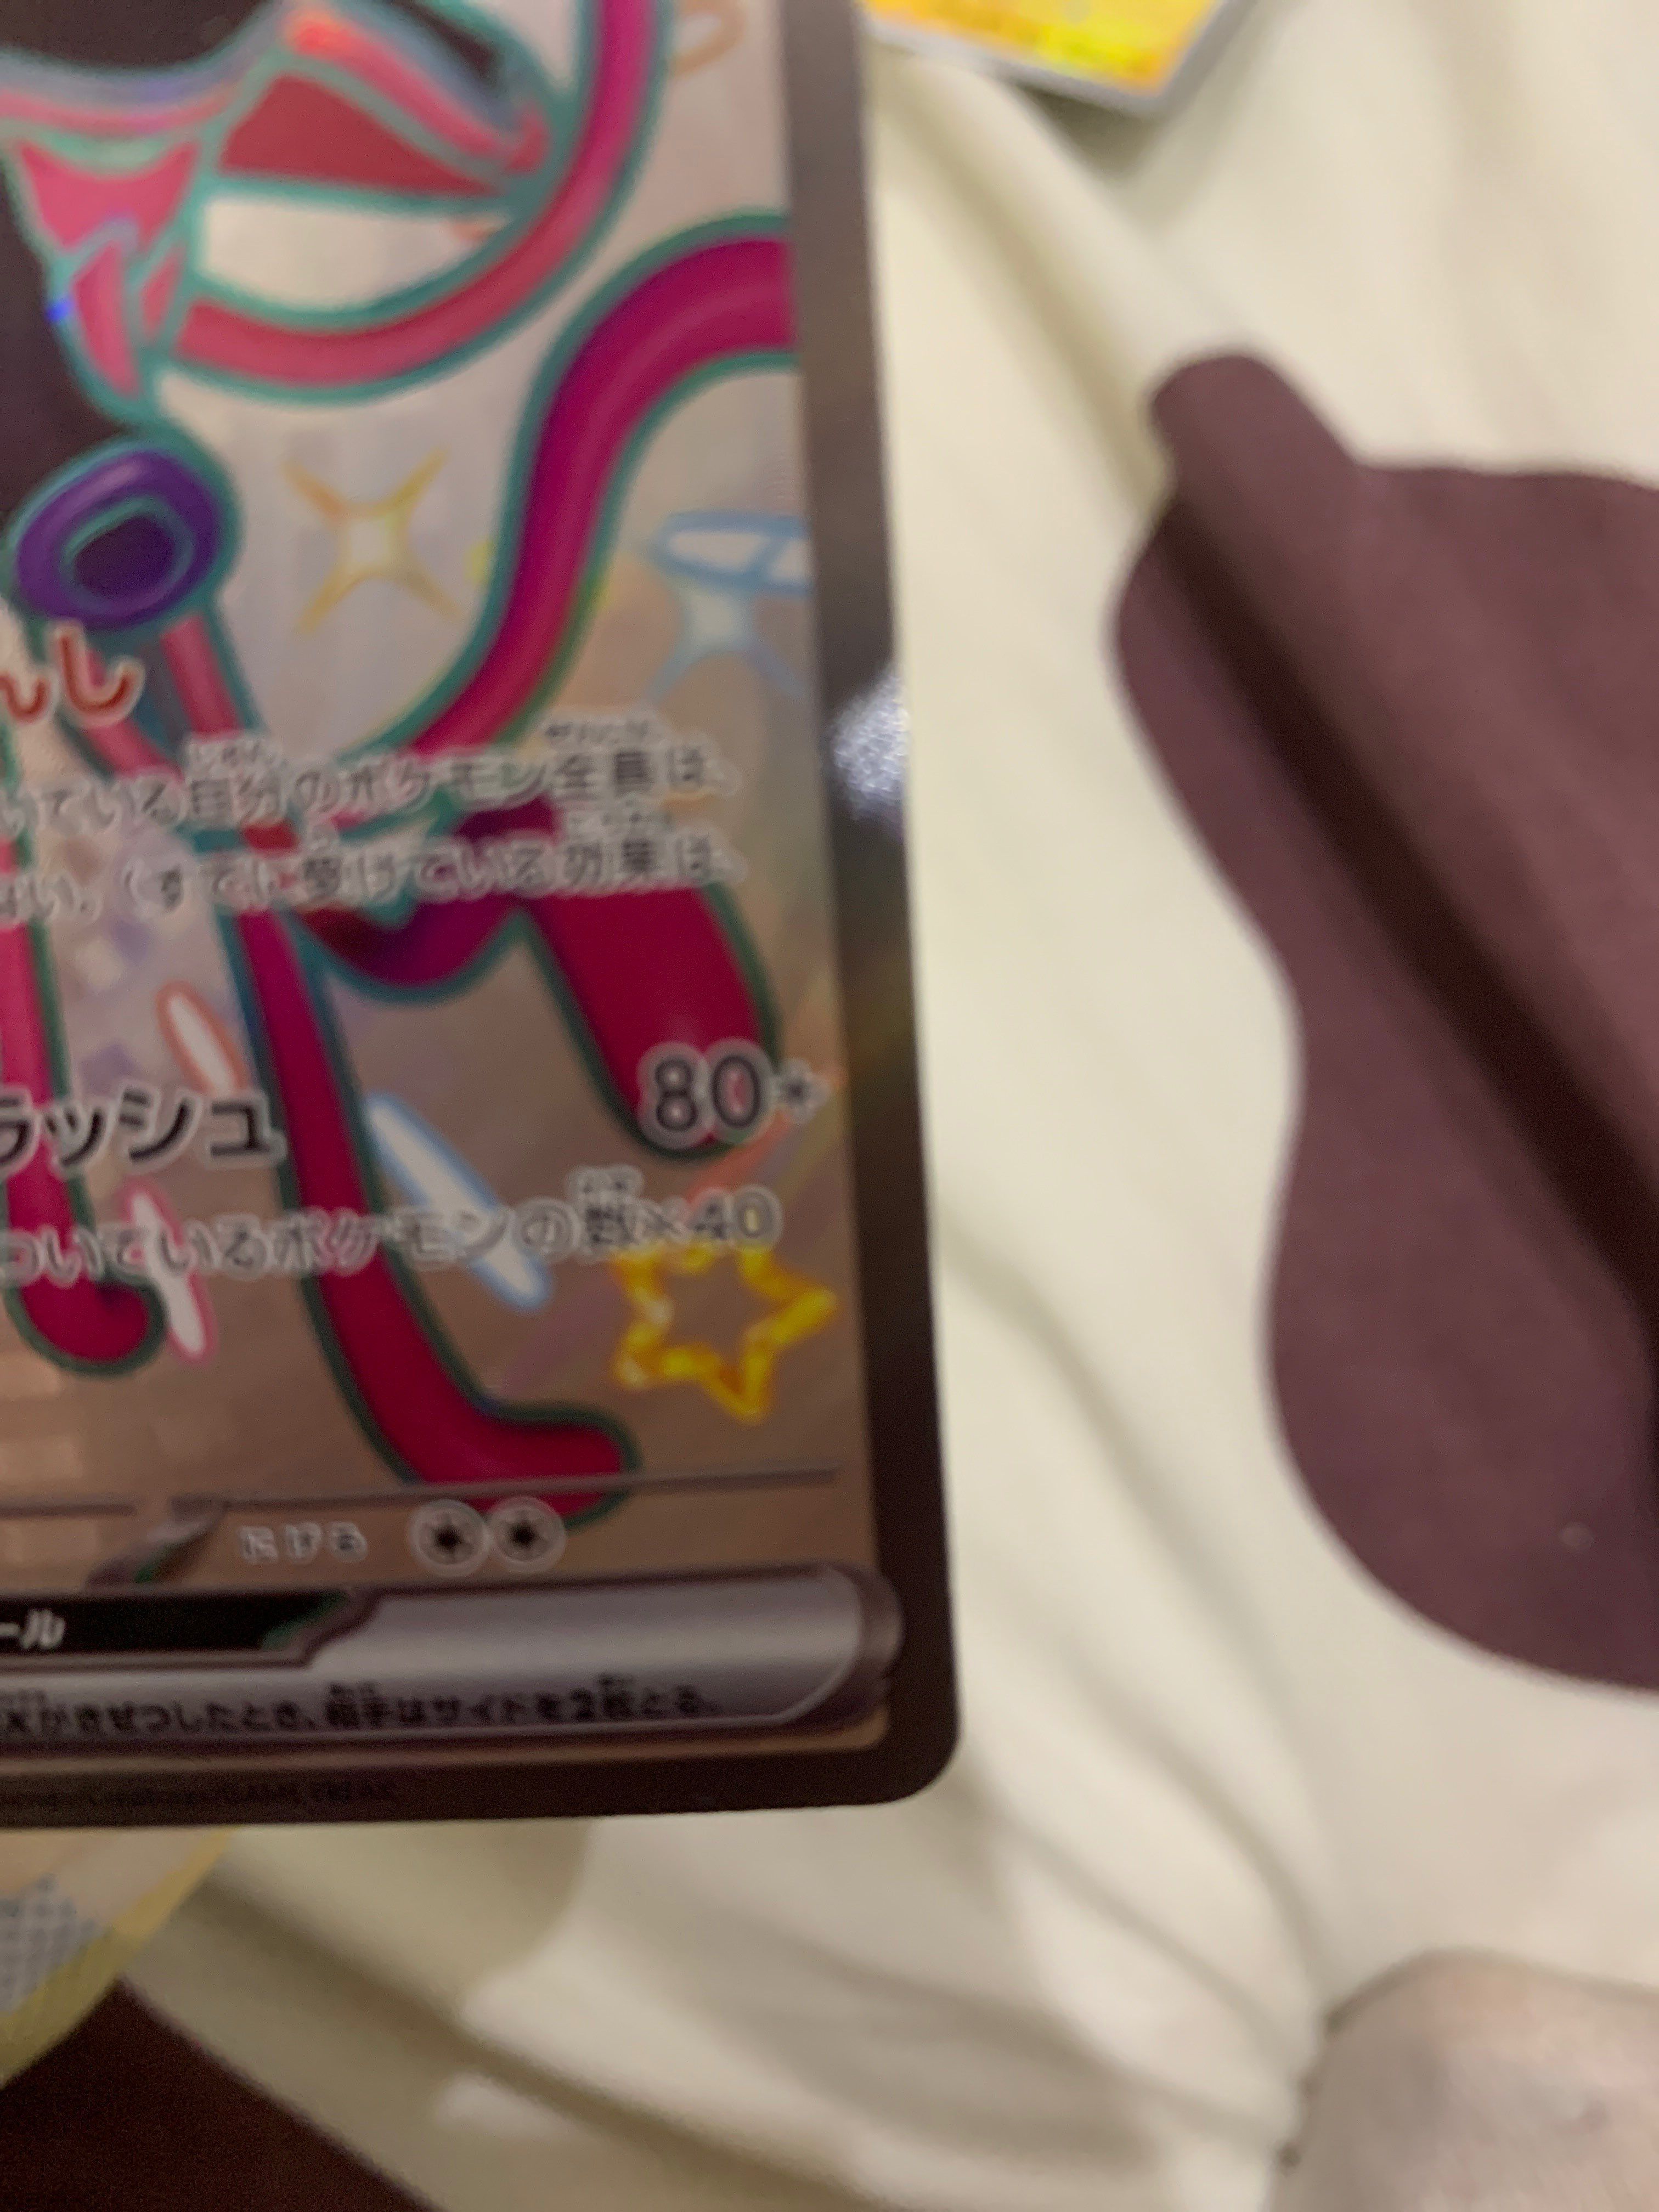 んし
いている自分のポケモン全員は、
ない。（すでに受けている効果は、
ラッシュ 80+
ついているポケモンの数×40
にげる
ール
がきぜつしたとき、相手はサイドを2枚とる。